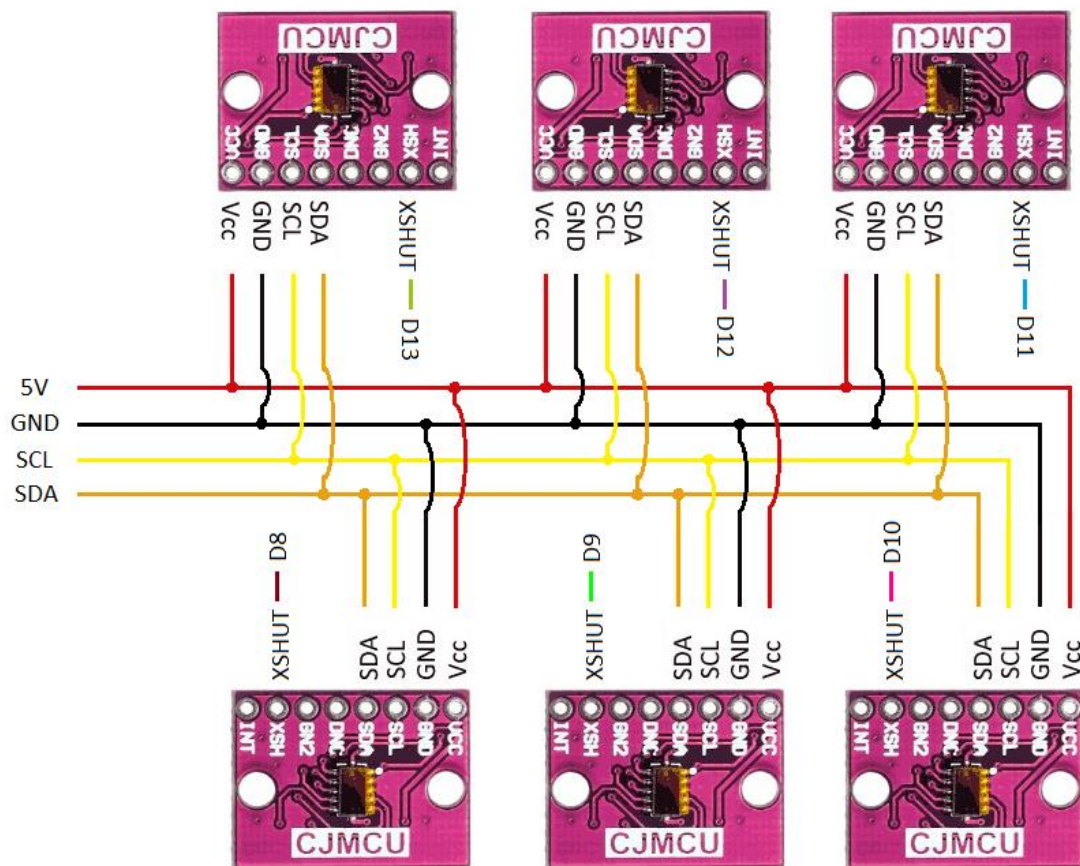 CJMCU
CJMCU
CJMCU
VCC GND SCL SDA DNC GN2 XSH INT
VCC GND SCL SDA DNC GN2 XSH INT
VCC GND SCL SDA DNC GN2 XSH INT
Vcc GND SCL SDA XSHUT D13
Vcc GND SCL SDA XSHUT D12
Vcc GND SCL SDA XSHUT D11
5V
GND
SCL
SDA
XSHUT D8 SDA SCL GND Vcc
XSHUT D9 SDA SCL GND Vcc
XSHUT D10 SDA SCL GND Vcc
INT XSH GN2 DNC SDA SCL GND VCC
INT XSH GN2 DNC SDA SCL GND VCC
INT XSH GN2 DNC SDA SCL GND VCC
CJMCU
CJMCU
CJMCU